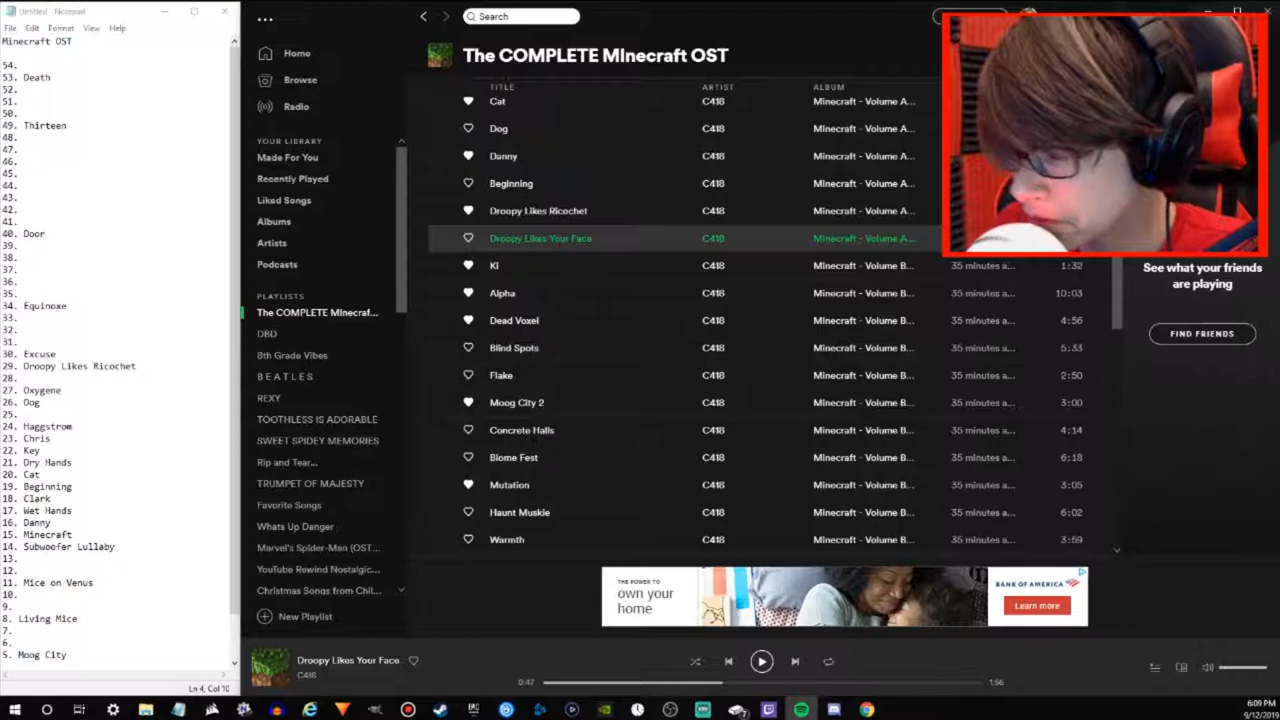 Untitled - Notepad
File Edit Format View Help
Minecraft OST
54.
53. Death
52.
51.
50.
49. Thirteen
48.
47.
46.
45.
44.
43.
42.
41.
40. Door
39.
38.
37.
36.
35.
34. Equinoxe
33.
32.
31.
30. Excuse
29. Droopy Likes Ricochet
28.
27. Oxygene
26. Dog
25.
24. Haggstrom
23. Chris
22. Key
21. Dry Hands
20. Cat
19. Beginning
18. Clark
17. Wet Hands
16. Danny
15. Minecraft
14. Subwoofer Lullaby
13.
12.
11. Mice on Venus
10.
9.
8. Living Mice
7.
6.
5. Moog City
Ln 4, Col 10
Search
Home
Browse
Radio
YOUR LIBRARY
Made For You
Recently Played
Liked Songs
Albums
Artists
Podcasts
PLAYLISTS
The COMPLETE MInecraf...
DBD
8th Grade Vibes
B E A T L E S
REXY
TOOTHLESS IS ADORABLE
SWEET SPIDEY MEMORIES
Rip and Tear...
TRUMPET OF MAJESTY
Favorite Songs
Whats Up Danger
Marvel's Spider-Man (OST...
YouTube Rewind Nostalgic...
Christmas Songs from Chil...
New Playlist
The COMPLETE MInecraft OST
TITLE ARTIST ALBUM
Cat C418 Minecraft - Volume A...
Dog C418 Minecraft - Volume A...
Danny C418 Minecraft - Volume A...
Beginning C418 Minecraft - Volume A...
Droopy Likes Ricochet C418 Minecraft - Volume A...
Droopy Likes Your Face C418 Minecraft - Volume A...
Ki C418 Minecraft - Volume B... 35 minutes a... 1:32
Alpha C418 Minecraft - Volume B... 35 minutes a... 10:03
Dead Voxel C418 Minecraft - Volume B... 35 minutes a... 4:56
Blind Spots C418 Minecraft - Volume B... 35 minutes a... 5:33
Flake C418 Minecraft - Volume B... 35 minutes a... 2:50
Moog City 2 C418 Minecraft - Volume B... 35 minutes a... 3:00
Concrete Halls C418 Minecraft - Volume B... 35 minutes a... 4:14
Biome Fest C418 Minecraft - Volume B... 35 minutes a... 6:18
Mutation C418 Minecraft - Volume B... 35 minutes a... 3:05
Haunt Muskie C418 Minecraft - Volume B... 35 minutes a... 6:02
Warmth C418 Minecraft - Volume B... 35 minutes a... 3:59
See what your friends
are playing
FIND FRIENDS
THE POWER TO
own your
home
BANK OF AMERICA
Learn more
Droopy Likes Your Face
C418
0:47
1:56
6:09 PM
9/12/2019